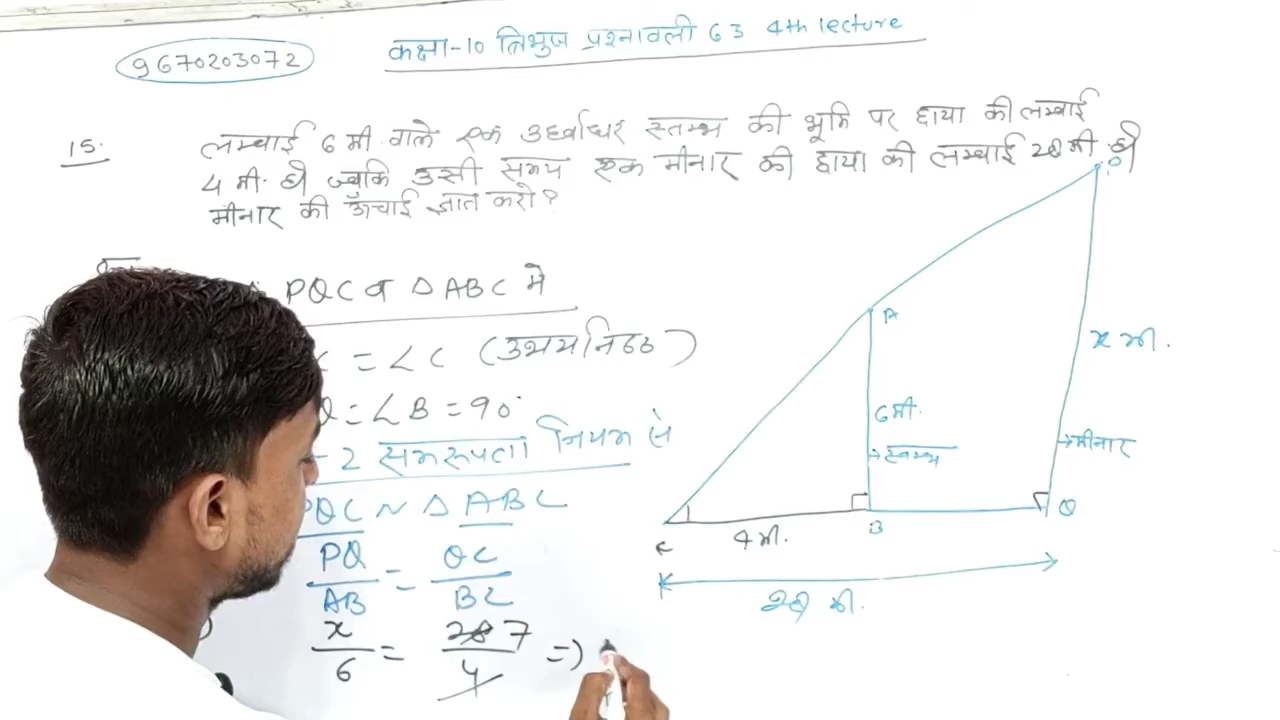 9670203072
कक्षा-10 त्रिभुज प्रश्नावली 6 3 4th lecture
15.
लम्बाई 6 मी. वाले एक उर्ध्वाधर स्तम्भ की भूमि पर छाया की लम्बाई
4 मी. है जबकि उसी समय एक मीनार की छाया की लम्बाई 28 मी है
मीनार की ऊँचाई ज्ञात करो?
PQC व Δ ABC में
= ∠C (उभयनिष्ठ)
= ∠B = 90°
- 2 समरूपता नियम से
PQC ~ Δ ABC
PQ/AB = QC/BC
x/6 = 28/4 7 =>
P
A
x मी.
6 मी.
→ स्तम्भ
→ मीनार
C
4 मी.
B
Q
28 मी.